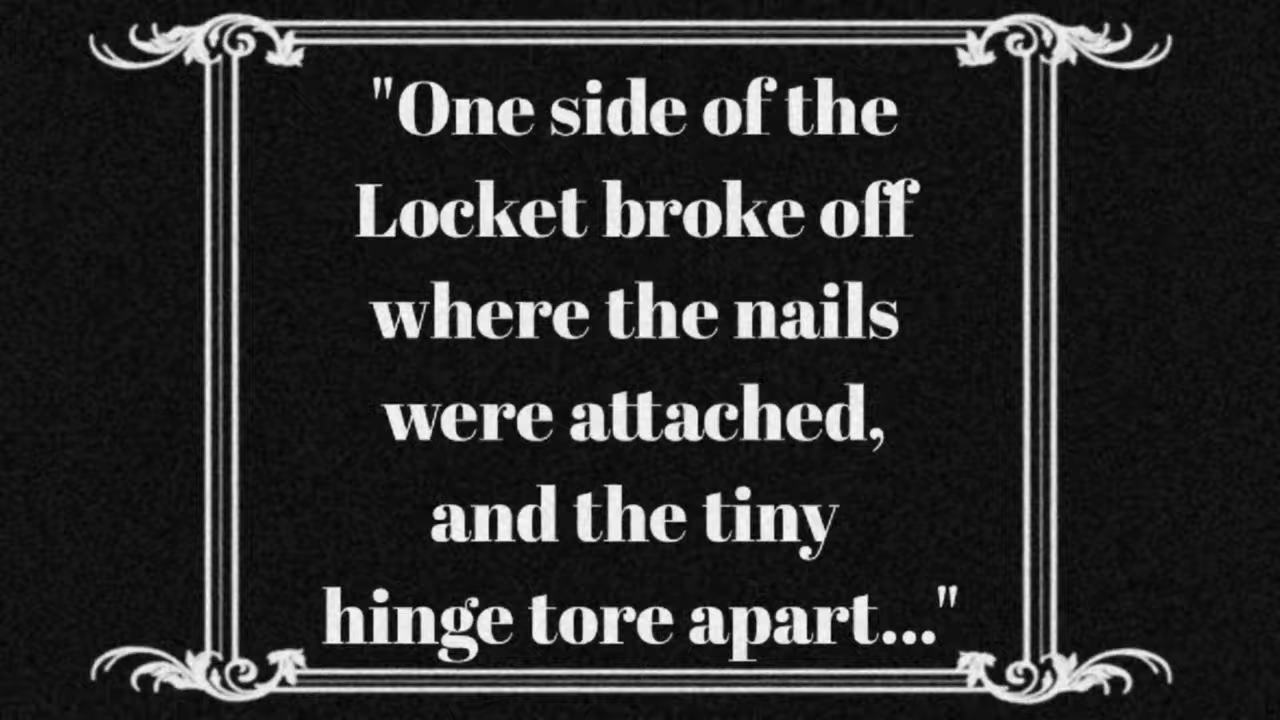 "One side of the
Locket broke off
where the nails
were attached,
and the tiny
hinge tore apart..."